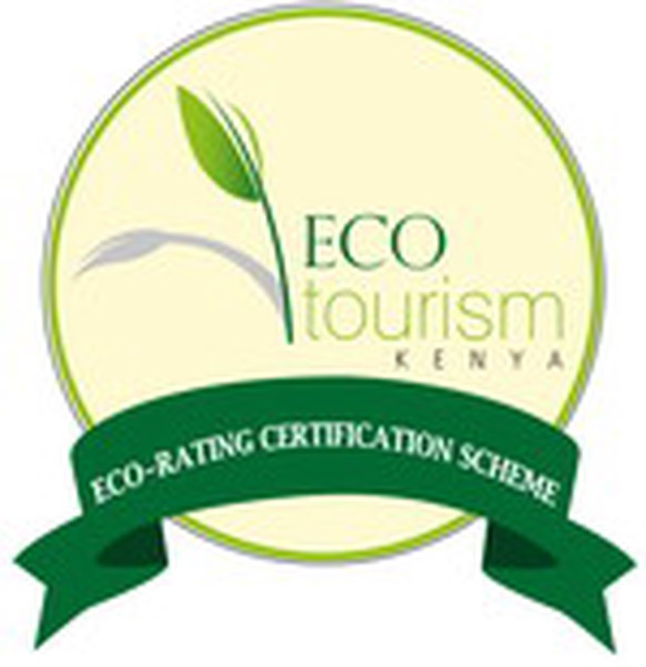 ECO
tourism
KENYA
ECO-RATING CERTIFICATION SCHEME